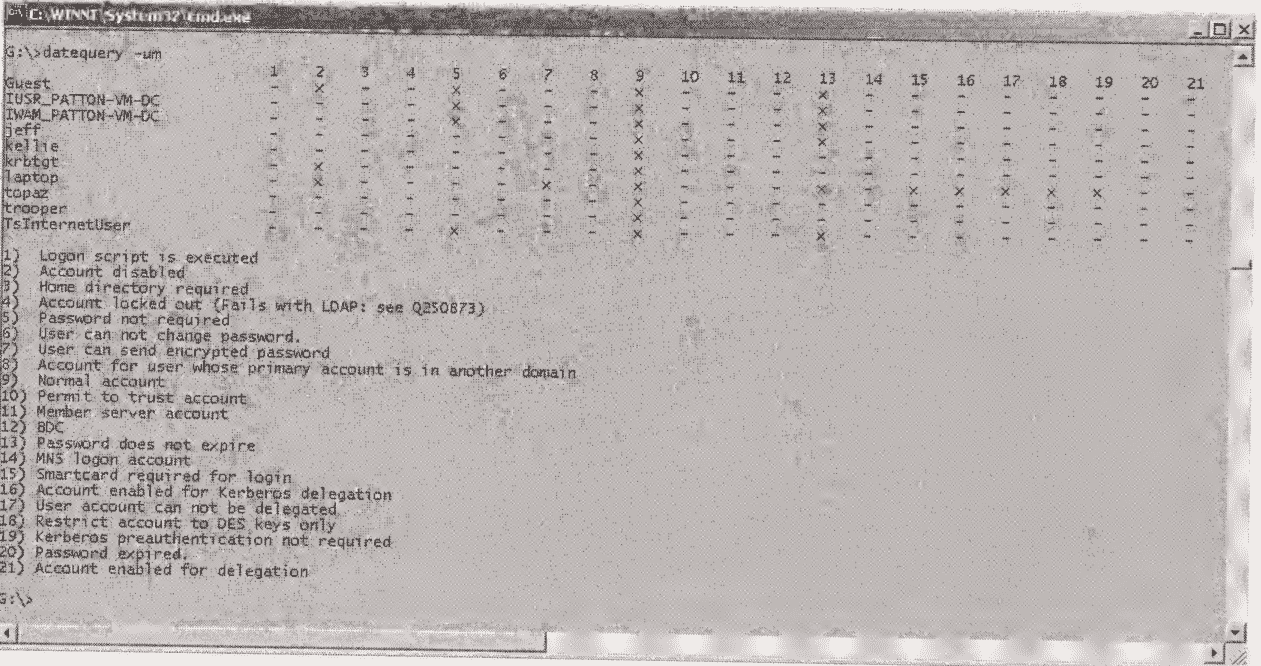 C:\WINNT\System32\cmd.exe
G:\>datequery -um
1 2 3 4 5 6 7 8 9 10 11 12 13 14 15 16 17 18 19 20 21
Guest - X - - X - - - X - - - X - - - - - - - -
IUSR_PATTON-VM-DC - - - - X - - - X - - - X - - - - - - - -
IWAM_PATTON-VM-DC - - - - X - - - X - - - X - - - - - - - -
jeff - - - - - - - - X - - - X - - - - - - - -
kellie - - - - - - - - X - - - - - - - - - - - -
krbtgt - X - - - - - - X - - - - - - - - - - - -
laptop - X - - - - X - X - - - X - X X X X X - -
topaz - - - - - - - - X - - - - - - - - - - - -
trooper - - - - - - - - X - - - - - - - - - - - -
TsInternetUser - - - - X - - - X - - - X - - - - - - - -
1) Logon script is executed
2) Account disabled
3) Home directory required
4) Account locked out (Fails with LDAP: see Q250873)
5) Password not required
6) User can not change password.
7) User can send encrypted password
8) Account for user whose primary account is in another domain
9) Normal account
10) Permit to trust account
11) Member server account
12) BDC
13) Password does not expire
14) MNS logon account
15) Smartcard required for login
16) Account enabled for Kerberos delegation
17) User account can not be delegated
18) Restrict account to DES keys only
19) Kerberos preauthentication not required
20) Password expired.
21) Account enabled for delegation
G:\>